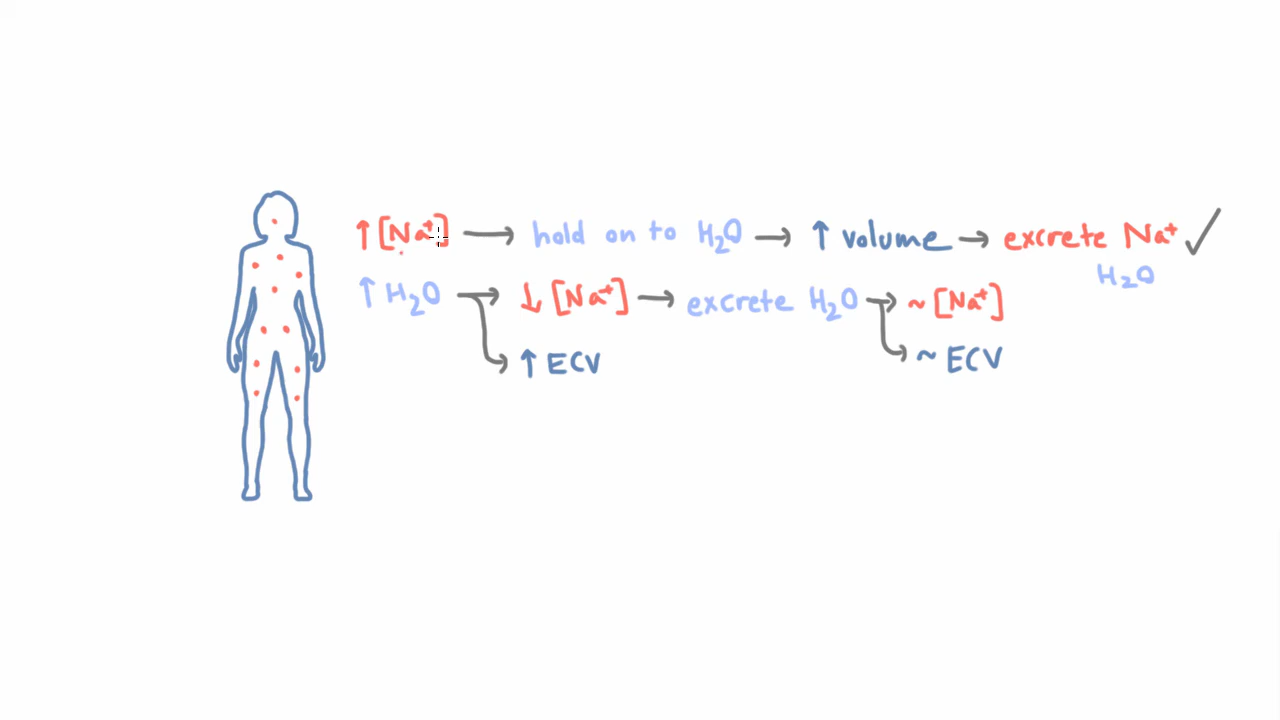 ↑ [Na⁺] → hold on to H₂O → ↑ volume → excrete Na⁺ ✓
H₂O
↑ H₂O → ↓ [Na⁺] → excrete H₂O → ~ [Na⁺]
↑ ECV ~ ECV